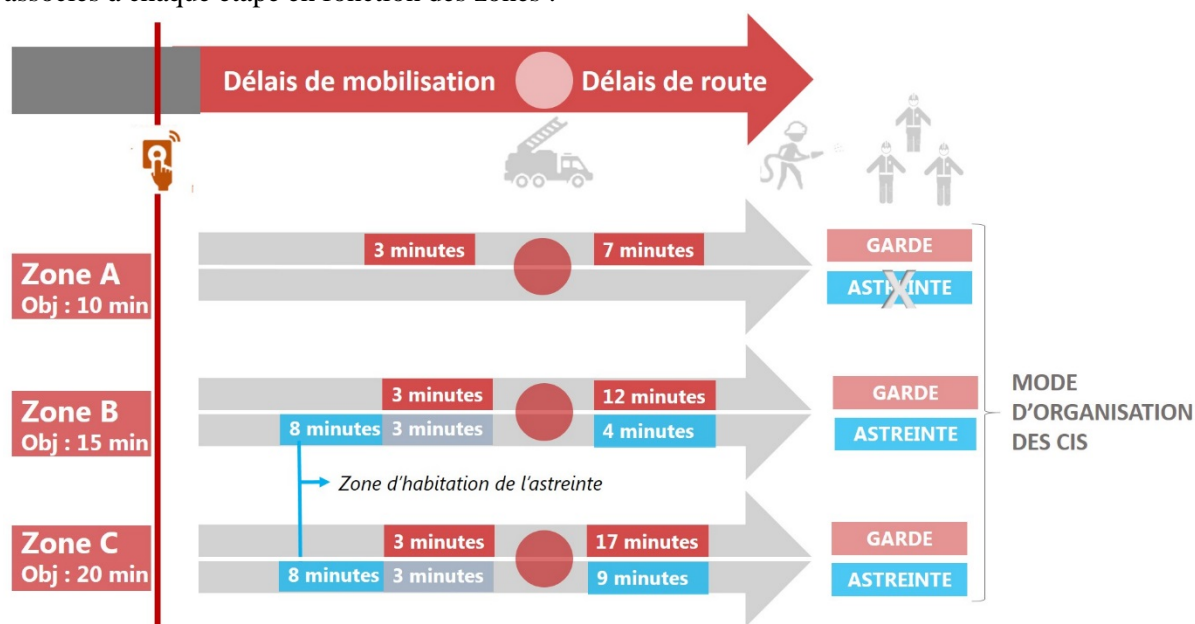 associés à chaque étape en fonction des zones :
Délais de mobilisation
Délais de route
Zone A
Obj : 10 min
3 minutes
7 minutes
GARDE
ASTREINTE
X
Zone B
Obj : 15 min
3 minutes
12 minutes
8 minutes
3 minutes
4 minutes
GARDE
ASTREINTE
Zone d'habitation de l'astreinte
Zone C
Obj : 20 min
3 minutes
17 minutes
8 minutes
3 minutes
9 minutes
GARDE
ASTREINTE
MODE
D'ORGANISATION
DES CIS